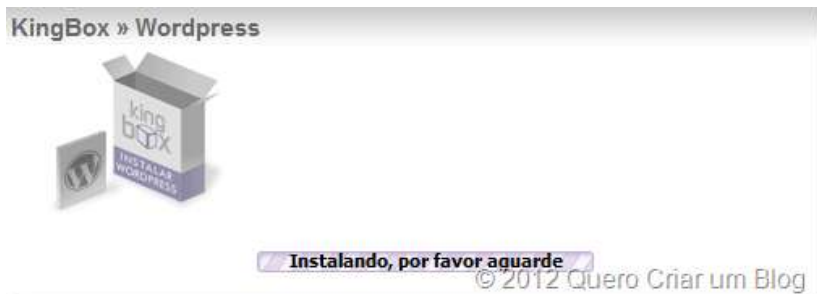 KingBox » Wordpress
king
box
INSTALAR
WORDPRESS
Instalando, por favor aguarde
© 2012 Quero Criar um Blog